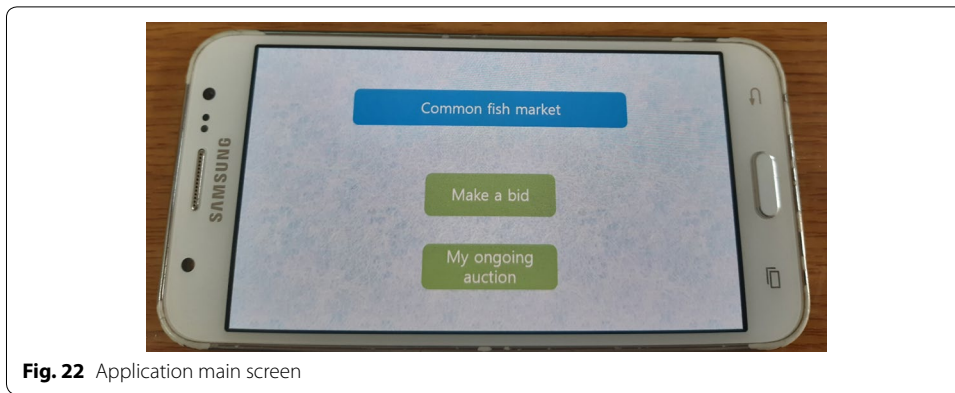 SAMSUNG
Common fish market
Make a bid
My ongoing
auction
Fig. 22 Application main screen